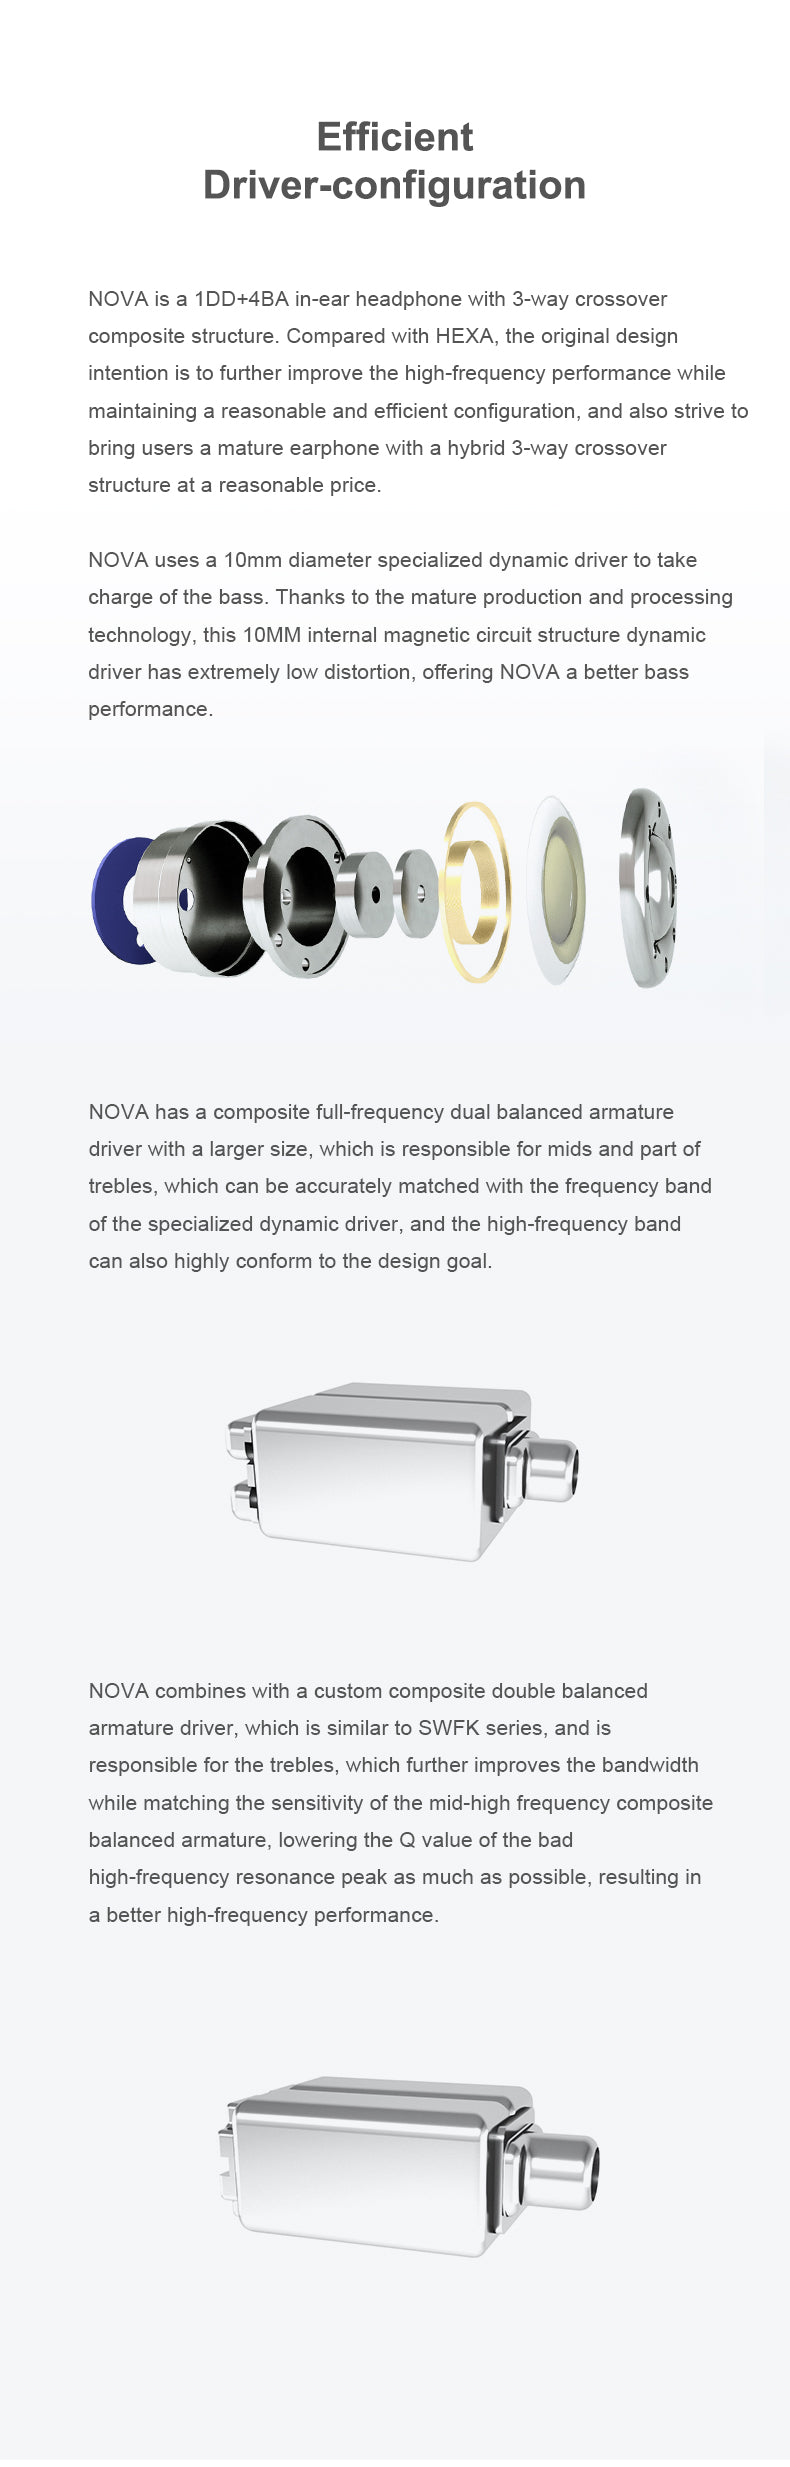 Efficient
Driver-configuration
NOVA is a 1DD+4BA in-ear headphone with 3-way crossover
composite structure. Compared with HEXA, the original design
intention is to further improve the high-frequency performance while
maintaining a reasonable and efficient configuration, and also strive to
bring users a mature earphone with a hybrid 3-way crossover
structure at a reasonable price.
NOVA uses a 10mm diameter specialized dynamic driver to take
charge of the bass. Thanks to the mature production and processing
technology, this 10MM internal magnetic circuit structure dynamic
driver has extremely low distortion, offering NOVA a better bass
performance.
NOVA has a composite full-frequency dual balanced armature
driver with a larger size, which is responsible for mids and part of
trebles, which can be accurately matched with the frequency band
of the specialized dynamic driver, and the high-frequency band
can also highly conform to the design goal.
NOVA combines with a custom composite double balanced
armature driver, which is similar to SWFK series, and is
responsible for the trebles, which further improves the bandwidth
while matching the sensitivity of the mid-high frequency composite
balanced armature, lowering the Q value of the bad
high-frequency resonance peak as much as possible, resulting in
a better high-frequency performance.